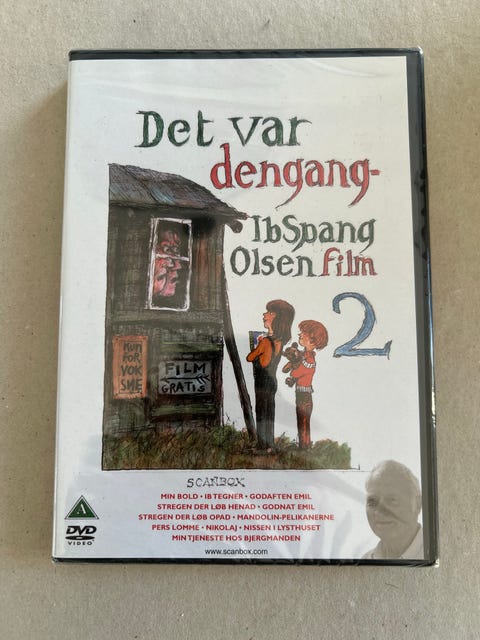 Det var
dengang-
Ib Spang
Olsen film
2
KUN
FOR
VOK
SNE
FILM
GRATIS
SCANBOX
MIN BOLD • IB TEGNER • GODAFTEN EMIL
STREGEN DER LØB HENAD • GODNAT EMIL
STREGEN DER LØB OPAD • MANDOLIN-PELIKANERNE
PERS LOMME • NIKOLAJ • NISSEN I LYSTHUSET
MIN TJENESTE HOS BJERGMANDEN
www.scanbox.com
A
DVD
VIDEO